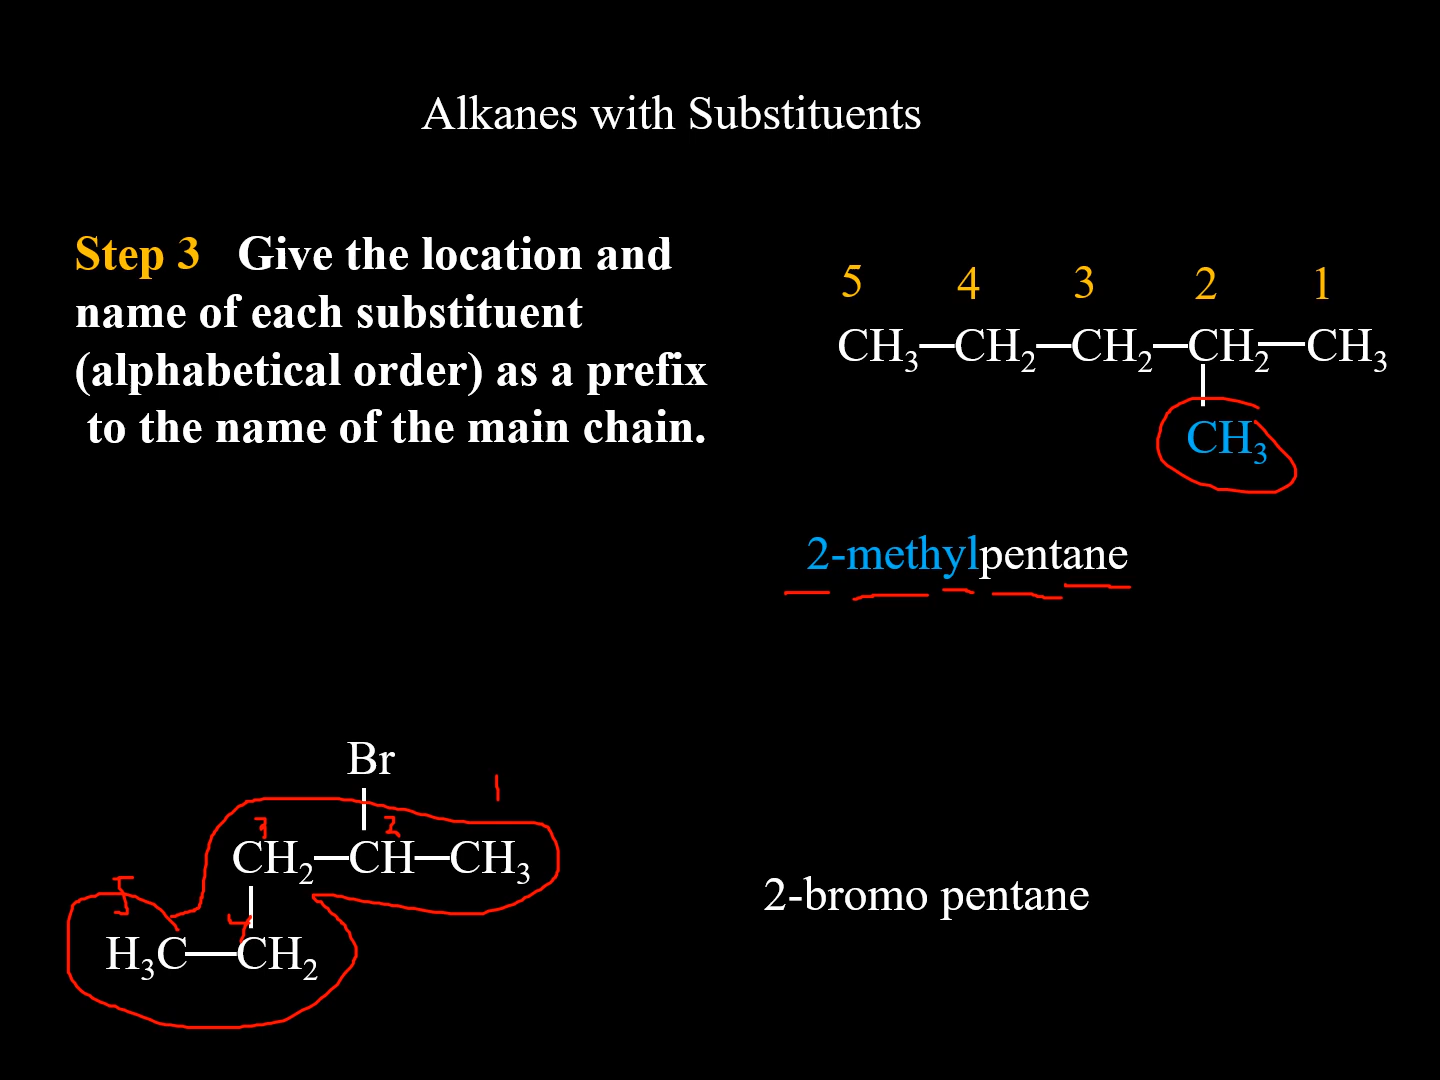 Alkanes with Substituents
Step 3 Give the location and
name of each substituent
(alphabetical order) as a prefix
to the name of the main chain.
5 4 3 2 1
CH₃—CH₂—CH₂—CH₂—CH₃
CH₃
2-methylpentane
Br
1
3 2
CH₂—CH—CH₃
5 4
H₃C—CH₂
2-bromo pentane